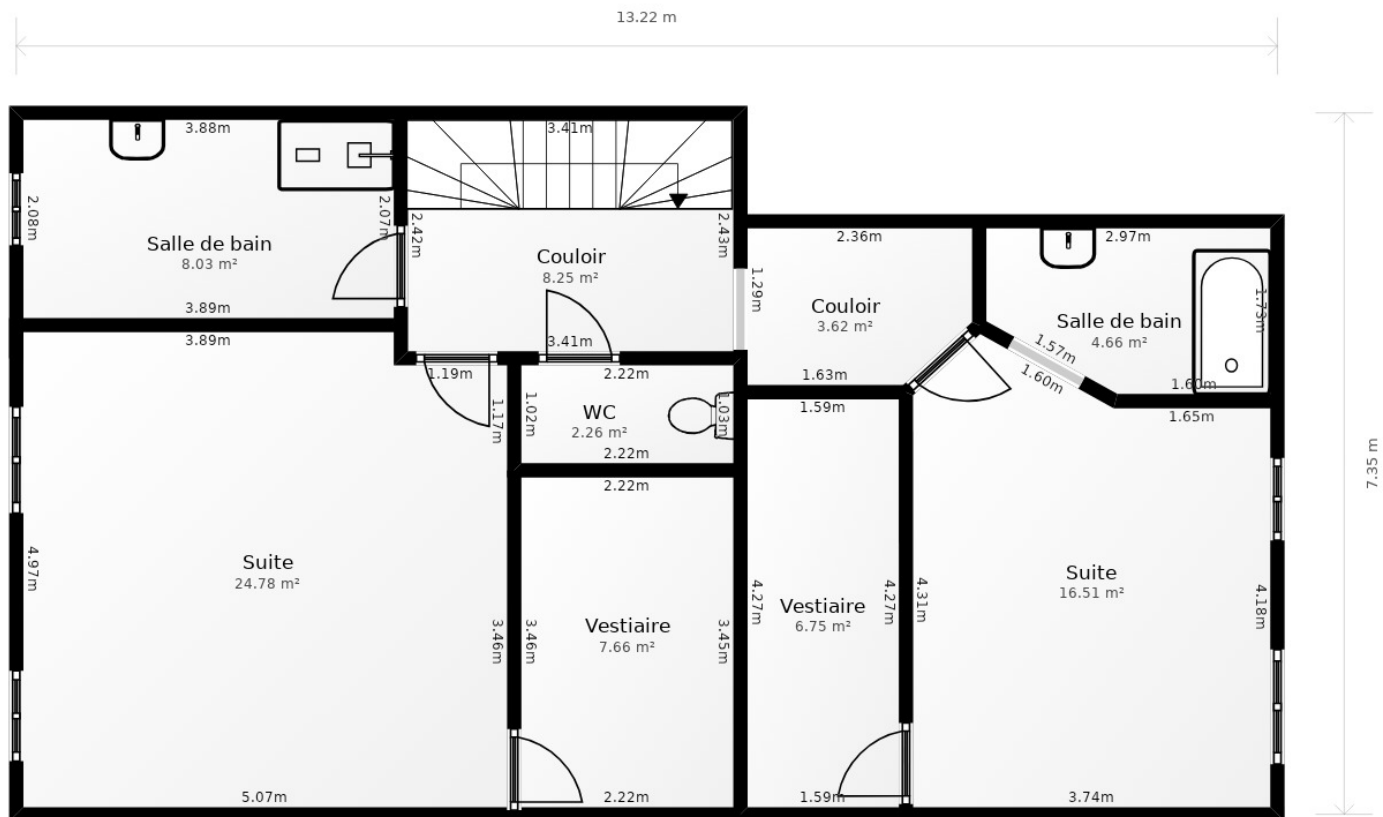 13.22 m
3.88m
3.41m
2.08m
2.07m
Salle de bain
8.03 m²
3.89m
2.42m
2.43m
Couloir
8.25 m²
3.41m
2.36m
1.29m
Couloir
3.62 m²
1.63m
2.97m
1.73m
Salle de bain
4.66 m²
1.57m
1.60m
1.60m
1.65m
3.89m
1.19m
1.17m
2.22m
1.02m
1.03m
WC
2.26 m²
2.22m
2.22m
1.59m
7.35 m
4.97m
Suite
24.78 m²
3.46m
5.07m
3.46m
3.45m
Vestiaire
7.66 m²
2.22m
4.27m
4.27m
Vestiaire
6.75 m²
1.59m
4.31m
4.18m
Suite
16.51 m²
3.74m